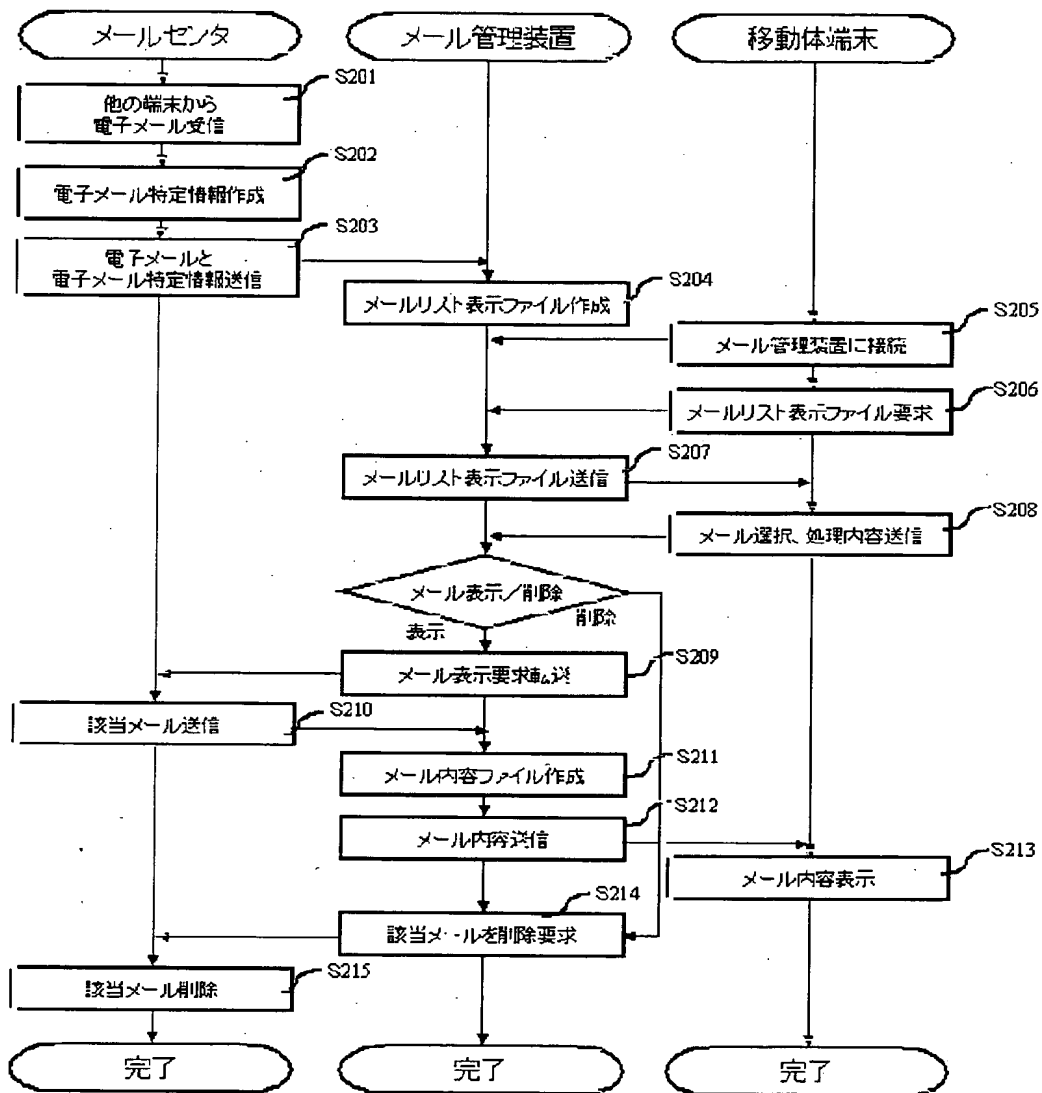 メールセンタ
メール管理装置
移動体端末
S201
他の端末から
電子メール受信
S202
電子メール特定情報作成
S203
電子メールと
電子メール特定情報送信
S204
メールリスト表示ファイル作成
S205
メール管理装置に接続
S206
メールリスト表示ファイル要求
S207
メールリスト表示ファイル送信
S208
メール選択、処理内容送信
メール表示／削除
表示
削除
S209
メール表示要求転送
S210
該当メール送信
S211
メール内容ファイル作成
S212
メール内容送信
S213
メール内容表示
S214
該当メールを削除要求
S215
該当メール削除
完了
完了
完了